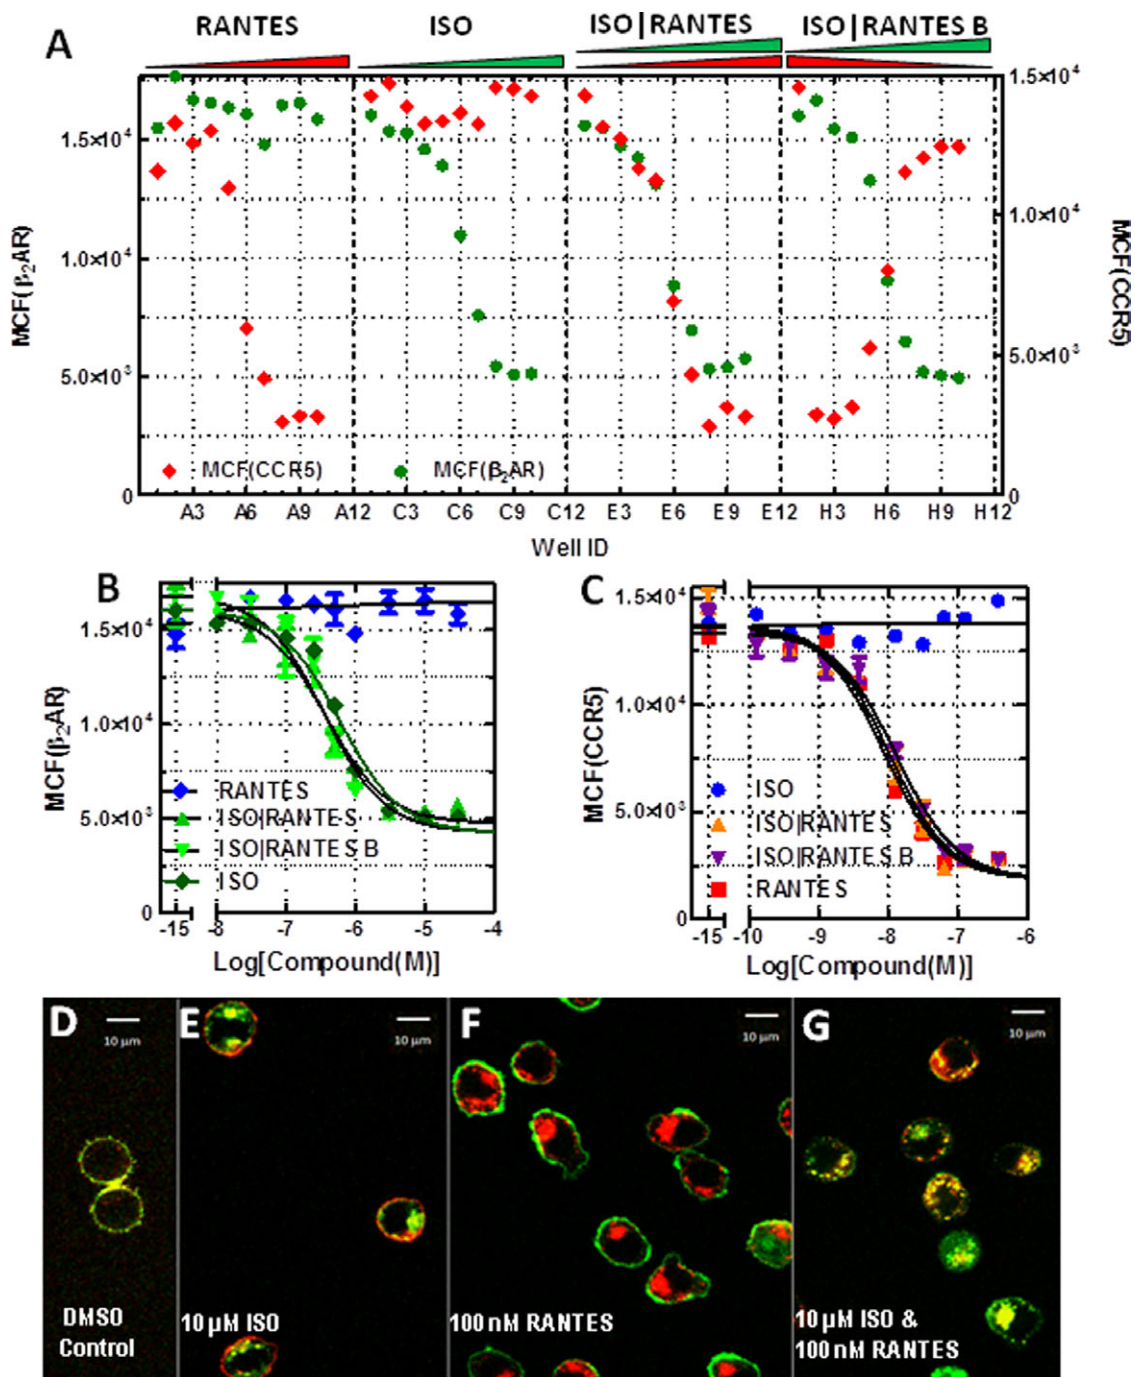 A
RANTES
ISO
ISO|RANTES
ISO|RANTES B
1.5×10⁴
1.0×10⁴
5.0×10³
0
MCF(β₂AR)
1.5×10⁴
1.0×10⁴
5.0×10³
0
MCF(CCR5)
MCF(CCR5)
MCF(β₂AR)
A3 A6 A9 A12 C3 C6 C9 C12 E3 E6 E9 E12 H3 H6 H9 H12
Well ID
B
1.5×10⁴
1.0×10⁴
5.0×10³
0
MCF(β₂AR)
RANTES
ISO|RANTES
ISO|RANTES B
ISO
-15 -8 -7 -6 -5 -4
Log[Compound(M)]
C
1.5×10⁴
1.0×10⁴
5.0×10³
0
MCF(CCR5)
ISO
ISO|RANTES
ISO|RANTES B
RANTES
-15 -10 -9 -8 -7 -6
Log[Compound(M)]
D
10 µm
DMSO
Control
E
10 µm
10 µM ISO
F
10 µm
100 nM RANTES
G
10 µm
10 µM ISO &
100 nM RANTES